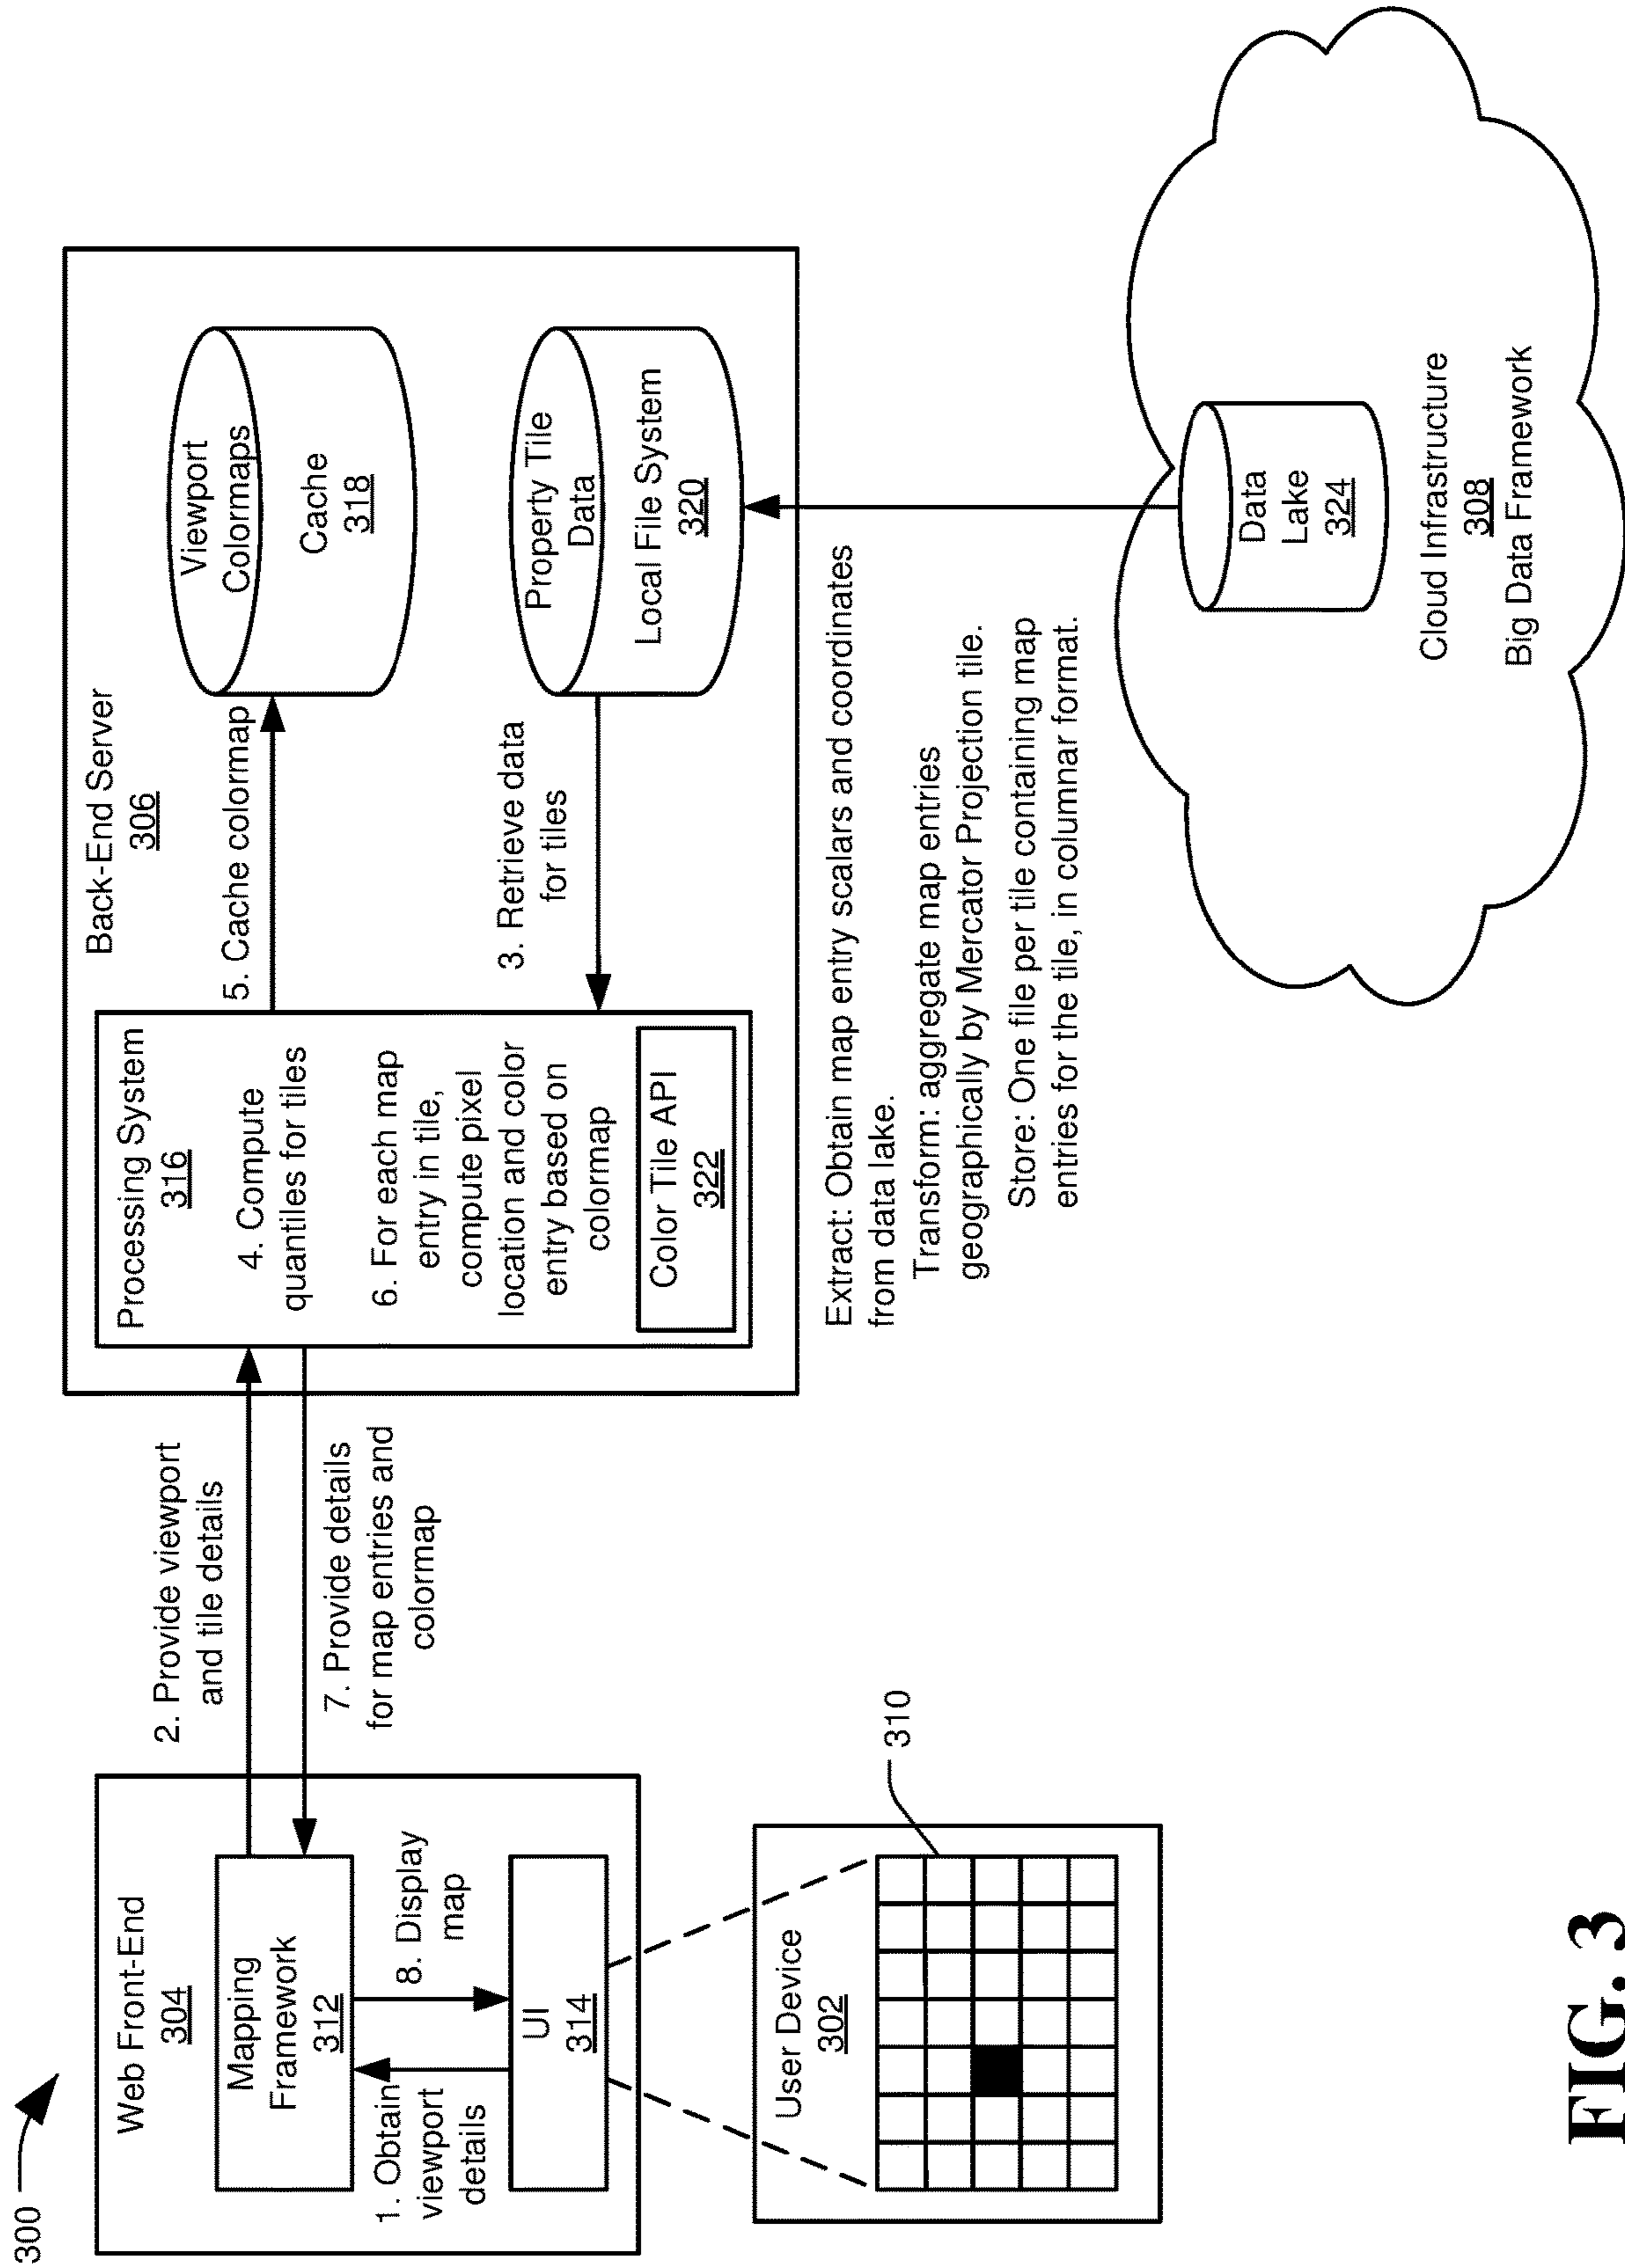 300
Web Front-End
304
Mapping
Framework
312
1. Obtain
viewport
details
8. Display
map
UI
314
User Device
302
310
2. Provide viewport
and tile details
7. Provide details
for map entries and
colormap
Back-End Server
306
Processing System
316
4. Compute
quantiles for tiles
6. For each map
entry in tile,
compute pixel
location and color
entry based on
colormap
Color Tile API
322
5. Cache colormap
3. Retrieve data
for tiles
Viewport
Colormaps
Cache
318
Property Tile
Data
Local File System
320
Extract: Obtain map entry scalars and coordinates
from data lake.
Transform: aggregate map entries
geographically by Mercator Projection tile.
Store: One file per tile containing map
entries for the tile, in columnar format.
Data
Lake
324
Cloud Infrastructure
308
Big Data Framework
FIG. 3